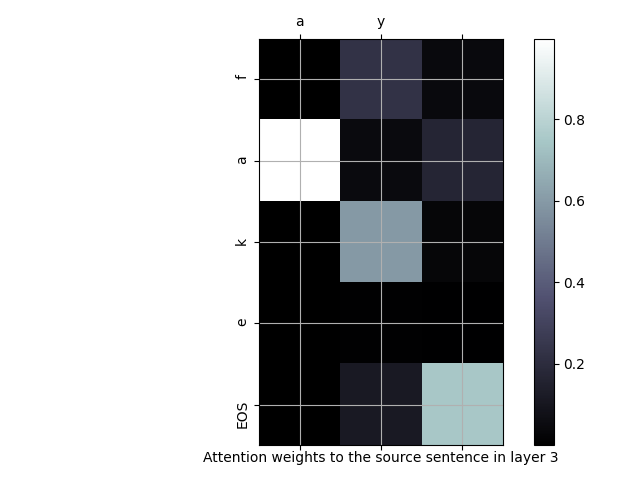 a y
f
a
k
e
EOS
0.8
0.6
0.4
0.2
Attention weights to the source sentence in layer 3